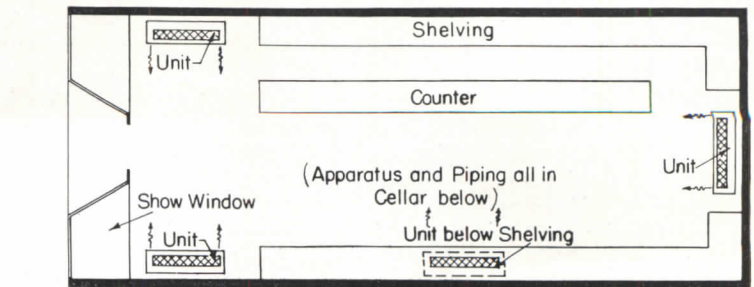 Shelving
Unit
Counter
(Apparatus and Piping all in
Cellar below)
Unit
Show Window
Unit below Shelving
Unit